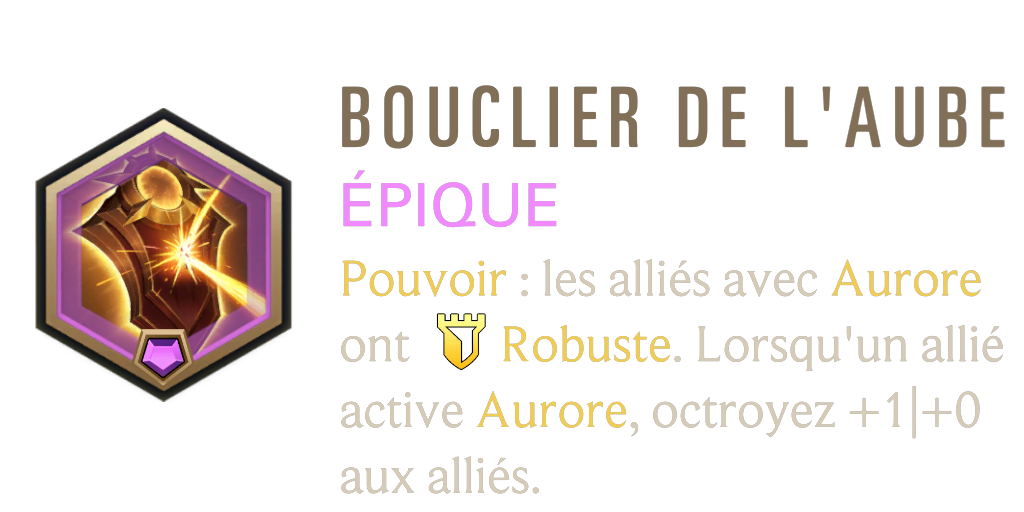 BOUCLIER DE L'AUBE
ÉPIQUE
Pouvoir : les alliés avec Aurore
ont Robuste. Lorsqu'un allié
active Aurore, octroyez +1|+0
aux alliés.